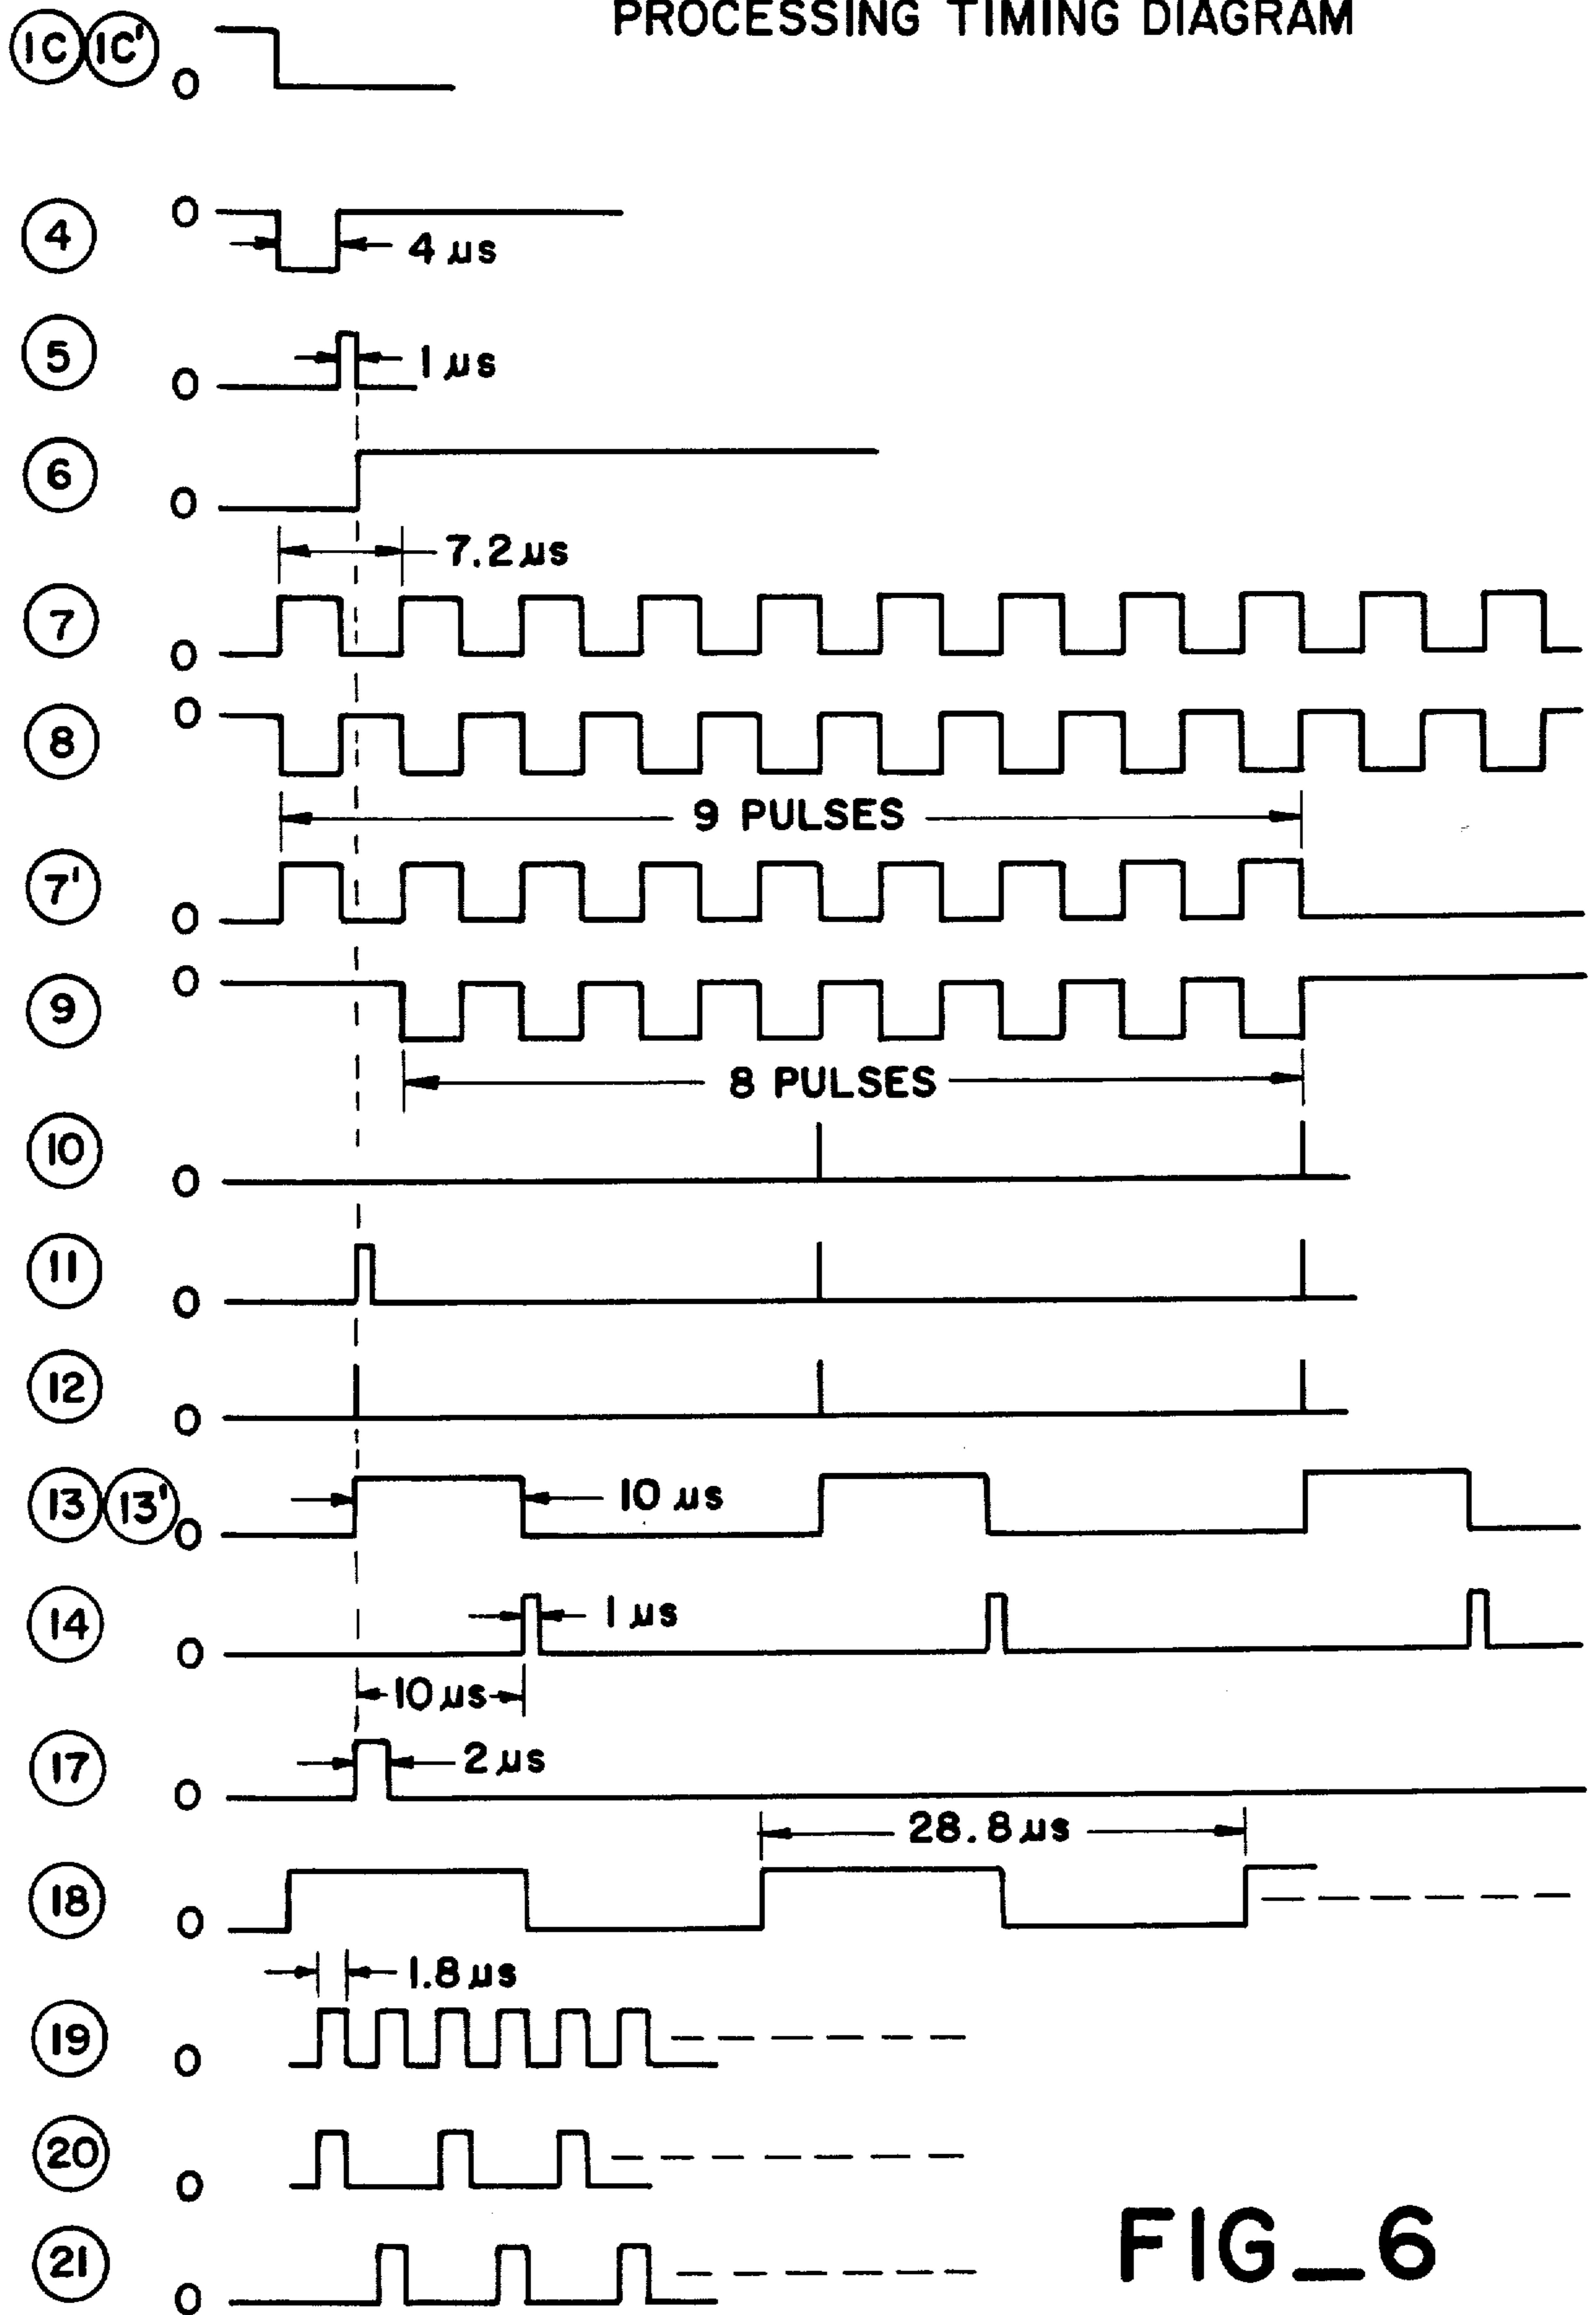 PROCESSING TIMING DIAGRAM
1C 1C' 0
0
4 4 µs
5 0 1 µs
6 0
7.2 µs
7 0
0
8
9 PULSES
7' 0
0
9
8 PULSES
10 0
11 0
12 0
13 13' 0 10 µs
14 0 1 µs
10 µs
17 0 2 µs
28.8 µs
18 0
1.8 µs
19 0
20 0
21 0
FIG_6